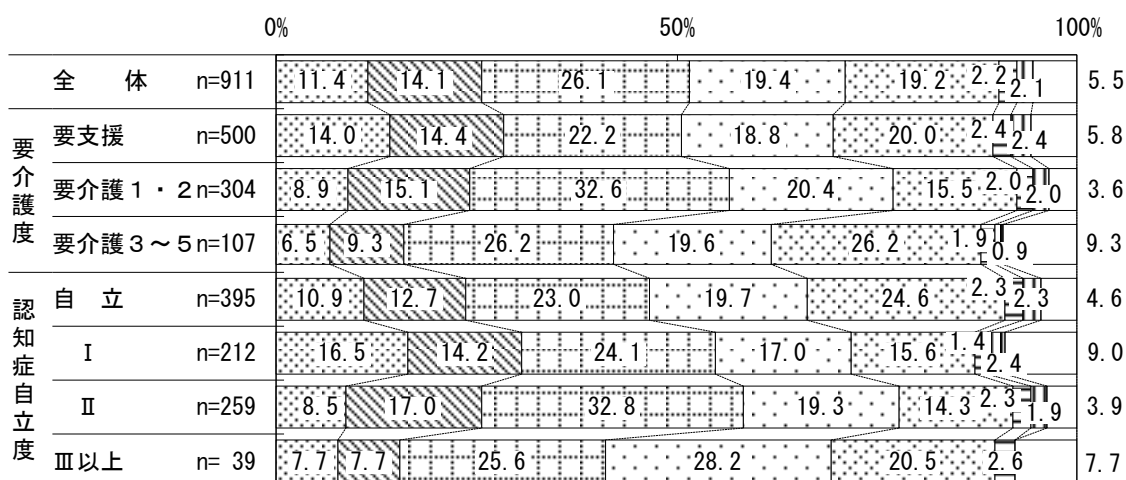 0% 50% 100%
全 体 n=911 11.4 14.1 26.1 19.4 19.2 2.2 2.1 5.5
要介護度
要支援 n=500 14.0 14.4 22.2 18.8 20.0 2.4 2.4 5.8
要介護1・2 n=304 8.9 15.1 32.6 20.4 15.5 2.0 2.0 3.6
要介護3～5 n=107 6.5 9.3 26.2 19.6 26.2 1.9 0.9 9.3
認知症自立度
自 立 n=395 10.9 12.7 23.0 19.7 24.6 2.3 2.3 4.6
Ⅰ n=212 16.5 14.2 24.1 17.0 15.6 1.4 2.4 9.0
Ⅱ n=259 8.5 17.0 32.8 19.3 14.3 2.3 1.9 3.9
Ⅲ以上 n= 39 7.7 7.7 25.6 28.2 20.5 2.6 7.7